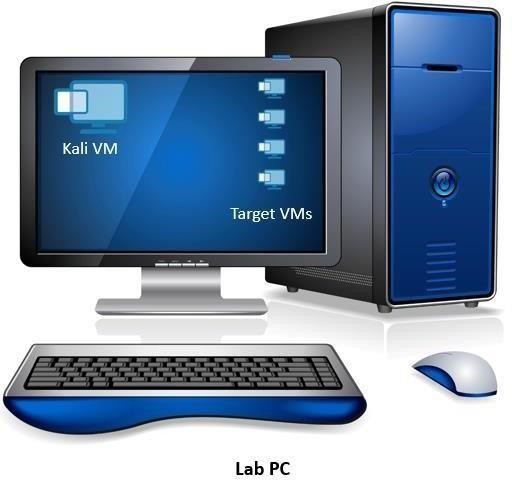 Kali VM
Target VMs
Lab PC